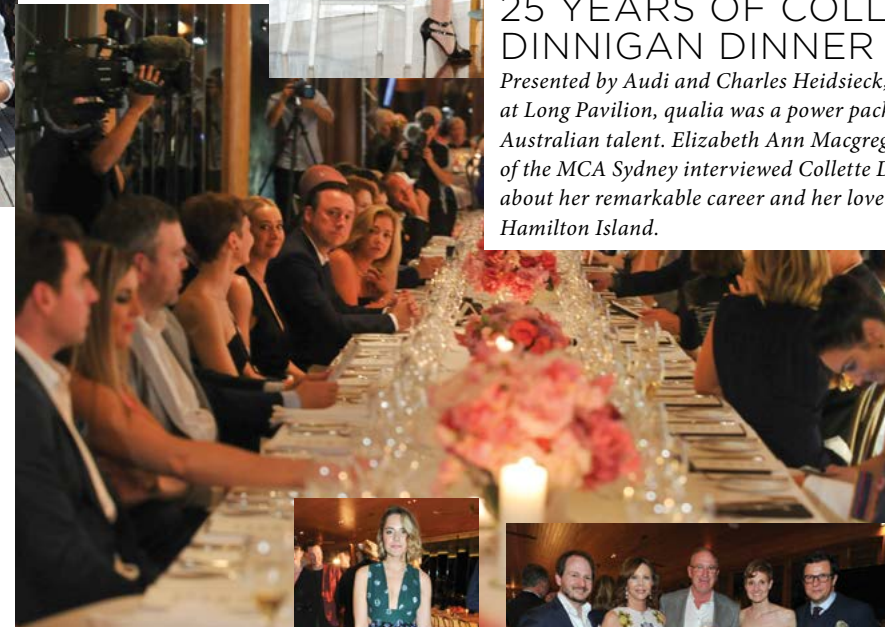 25 YEARS OF COLL
DINNIGAN DINNER
Presented by Audi and Charles Heidsieck,
at Long Pavilion, qualia was a power pac
Australian talent. Elizabeth Ann Macgreg
of the MCA Sydney interviewed Collette D
about her remarkable career and her love
Hamilton Island.